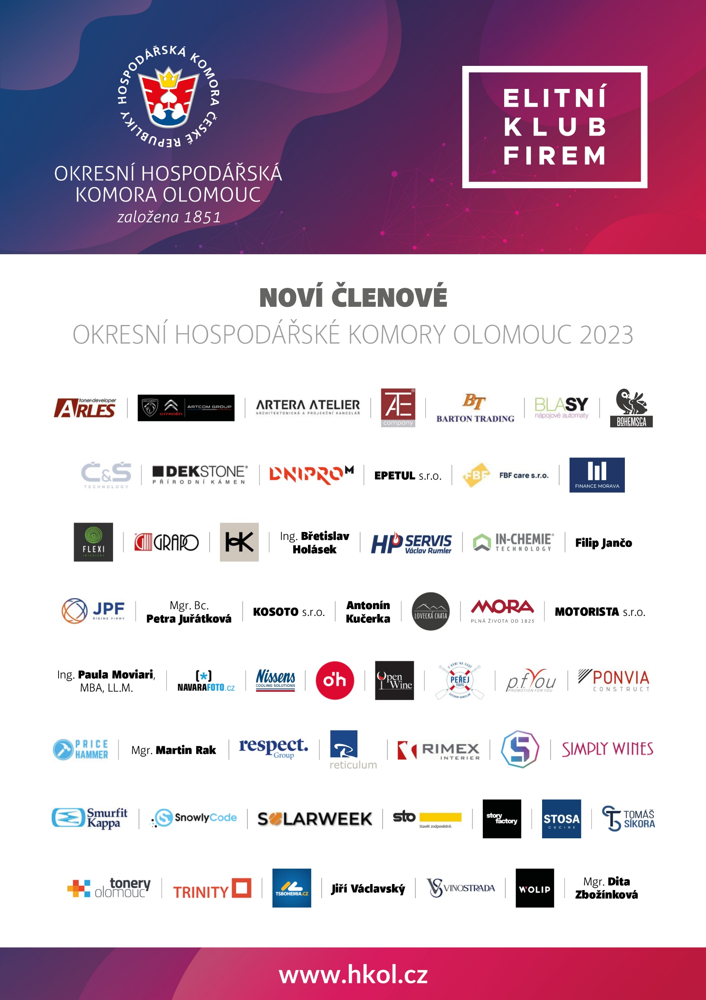 HOSPODÁŘSKÁ KOMORA ČESKÉ REPUBLIKY
OKRESNÍ HOSPODÁŘSKÁ
KOMORA OLOMOUC
založena 1851
ELITNÍ
KLUB
FIREM
NOVÍ ČLENOVÉ
OKRESNÍ HOSPODÁŘSKÉ KOMORY OLOMOUC 2023
toner-developer
ARLES
PEUGEOT
CITROËN
ARTCOM GROUP
ARTERA ATELIER
ARCHITEKTONICKÁ A PROJEKČNÍ KANCELÁŘ
ATE
company
BT
BARTON TRADING
BLASY
nápojové automaty
BOHEMSCA
Č&Š
TECHNOLOGY
DEKSTONE®
PŘÍRODNÍ KÁMEN
DNIPRO M
EPETUL s.r.o.
FBF
FBF care s.r.o.
FINANCE MORAVA
FLEXI
INTERIÉRY
GRAPO
HK
Ing. Břetislav
Holásek
HP SERVIS
Václav Rumler
IN-CHEMIE®
TECHNOLOGY
Filip Jančo
JPF
ŘÍDÍME FIRMY
Mgr. Bc.
Petra Juřátková
KOSOTO s.r.o.
Antonín
Kučerka
LOVECKÁ CHATA
MORA
PLNÁ ŽIVOTA OD 1825
MOTORISTA s.r.o.
Ing. Paula Moviari,
MBA, LL.M.
[*]
NAVARAFOTO.cz
Nissens
COOLING SOLUTIONS
o'h
Open
Wine
S NÁMI NA VODĚ
PEŘEJ
TOURS
CESTOVNÍ KANCELÁŘ
p.f.You
PROMOTION FOR YOU
PONVIA
CONSTRUCT
PRICE
HAMMER
Mgr. Martin Rak
respect.
Group
reticulum
RIMEX
INTERIER
S
SIMPLY WINES
Smurfit
Kappa
SnowlyCode
SOLARWEEK
sto
Stavět zodpovědně.
story
factory
STOSA
CUCINE
TS
TOMÁŠ
SÍKORA
tonery
olomouc
TRINITY
TSBOHEMIA.CZ
Jiří Václavský
VS VINOSTRADA
WOLIP
Mgr. Dita
Zbožínková
www.hkol.cz